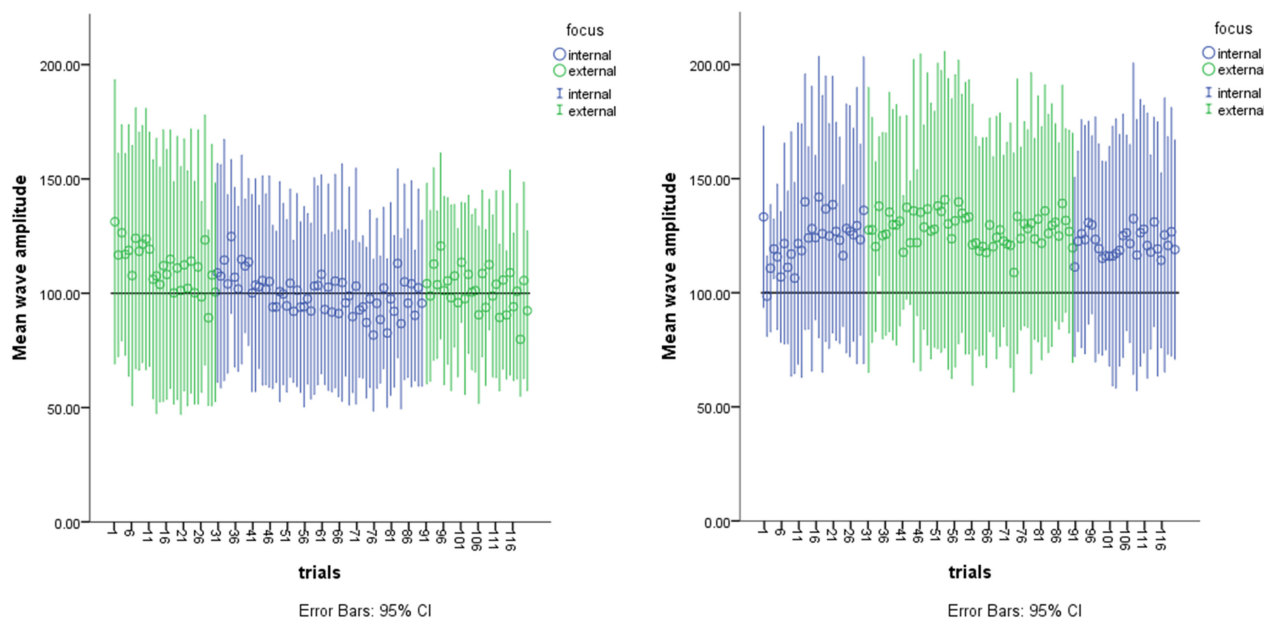 focus
internal
external
internal
external
Mean wave amplitude
200.00
150.00
100.00
50.00
0.00
1 6 11 16 21 26 31 36 41 46 51 56 61 66 71 76 81 86 91 96 101 106 111 116
trials
Error Bars: 95% CI
focus
internal
external
internal
external
Mean wave amplitude
200.00
150.00
100.00
50.00
0.00
1 6 11 16 21 26 31 36 41 46 51 56 61 66 71 76 81 86 91 96 101 106 111 116
trials
Error Bars: 95% CI